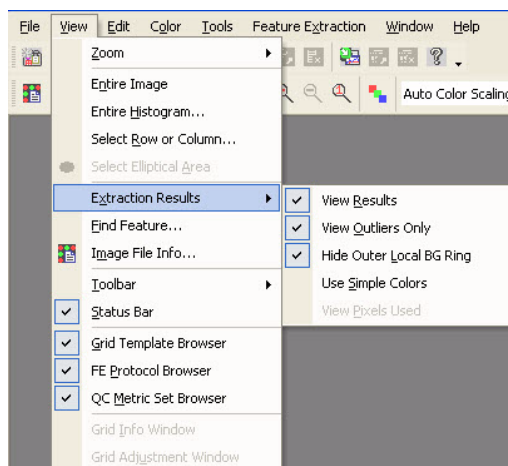 File View Edit Color Tools Feature Extraction Window Help
Zoom
Entire Image
Auto Color Scaling
Entire Histogram...
Select Row or Column...
Select Elliptical Area
Extraction Results
View Results
Find Feature...
View Outliers Only
Image File Info...
Hide Outer Local BG Ring
Toolbar
Use Simple Colors
Status Bar
View Pixels Used
Grid Template Browser
FE Protocol Browser
QC Metric Set Browser
Grid Info Window
Grid Adjustment Window